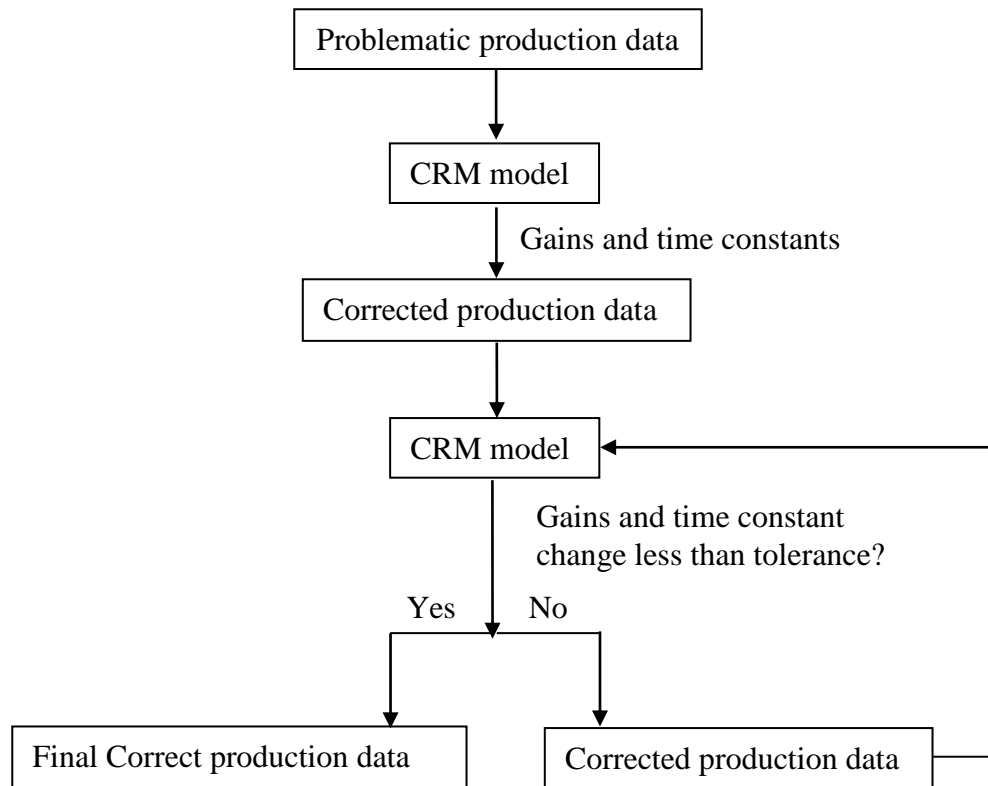 Problematic production data
CRM model
Gains and time constants
Corrected production data
CRM model
Gains and time constant
change less than tolerance?
Yes
No
Final Correct production data
Corrected production data